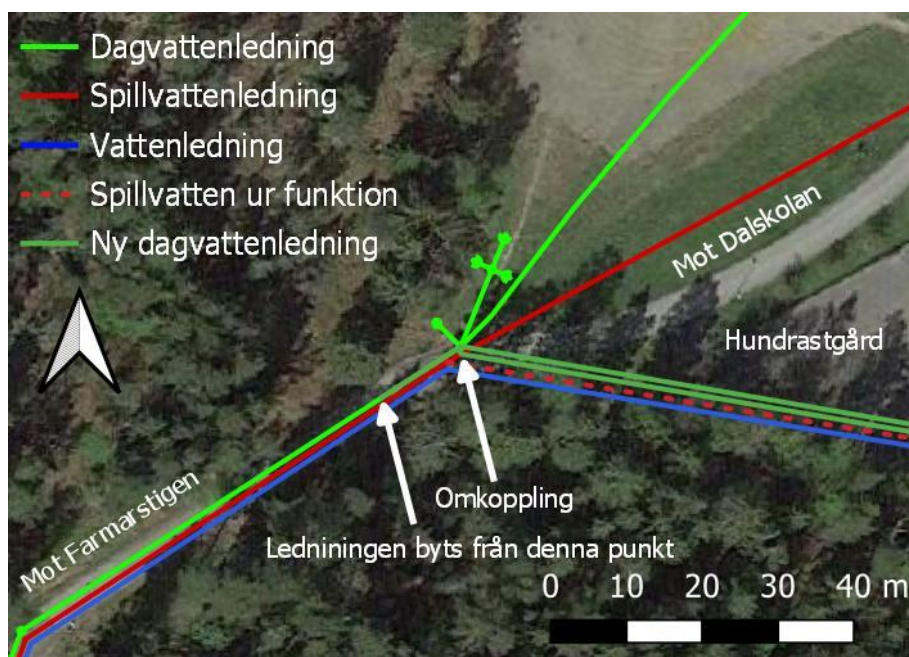 Dagvattenledning
Spillvattenledning
Vattenledning
Spillvatten ur funktion
Ny dagvattenledning
Mot Dalskolan
Hundrastgård
Omkoppling
Mot Farmarstigen
Ledniningen byts från denna punkt
0 10 20 30 40 m